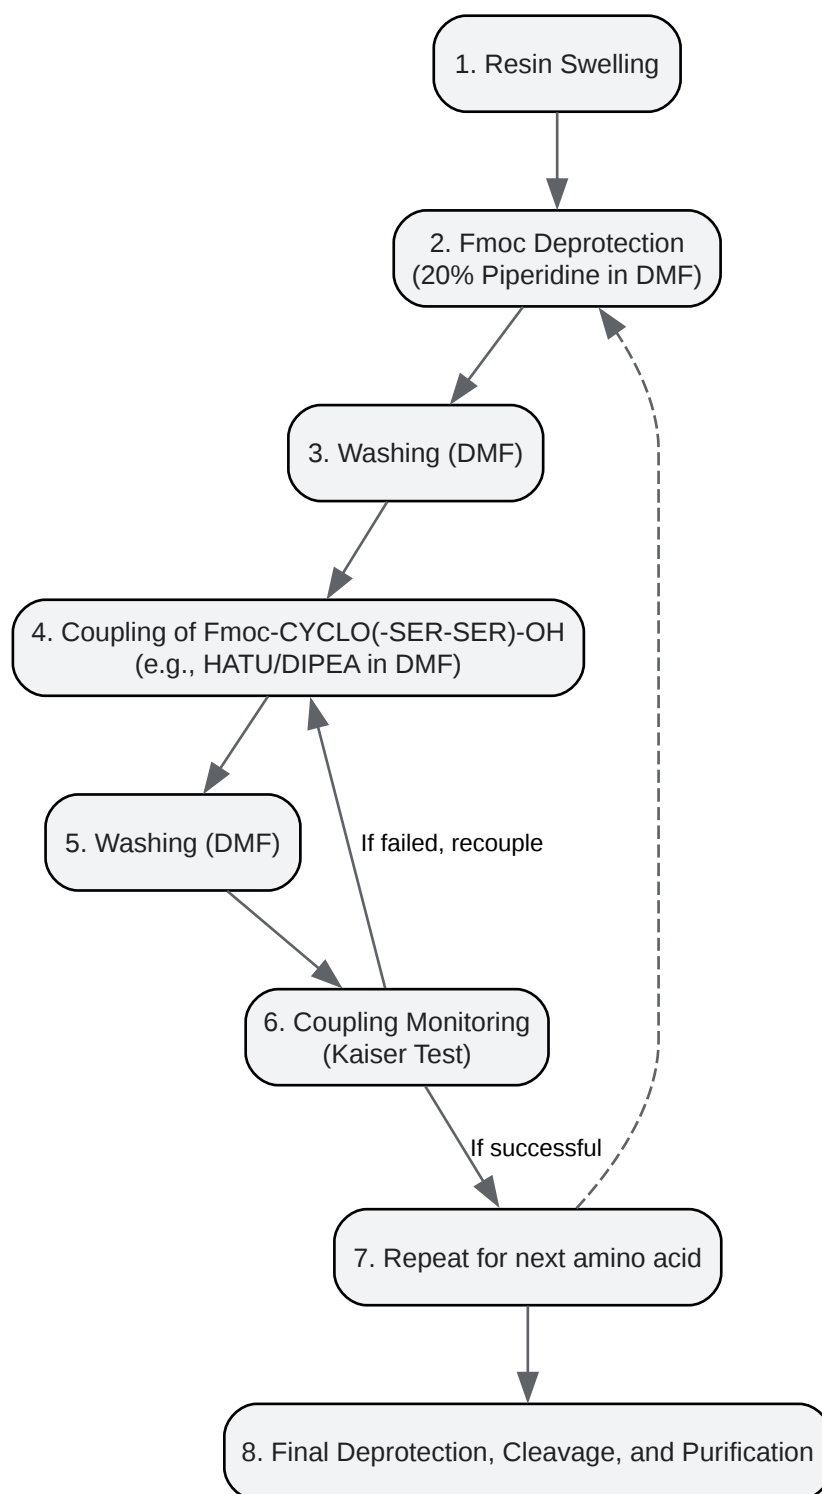 1. Resin Swelling
2. Fmoc Deprotection
(20% Piperidine in DMF)
3. Washing (DMF)
4. Coupling of Fmoc-CYCLO(-SER-SER)-OH
(e.g., HATU/DIPEA in DMF)
5. Washing (DMF)
If failed, recouple
6. Coupling Monitoring
(Kaiser Test)
If successful
7. Repeat for next amino acid
8. Final Deprotection, Cleavage, and Purification